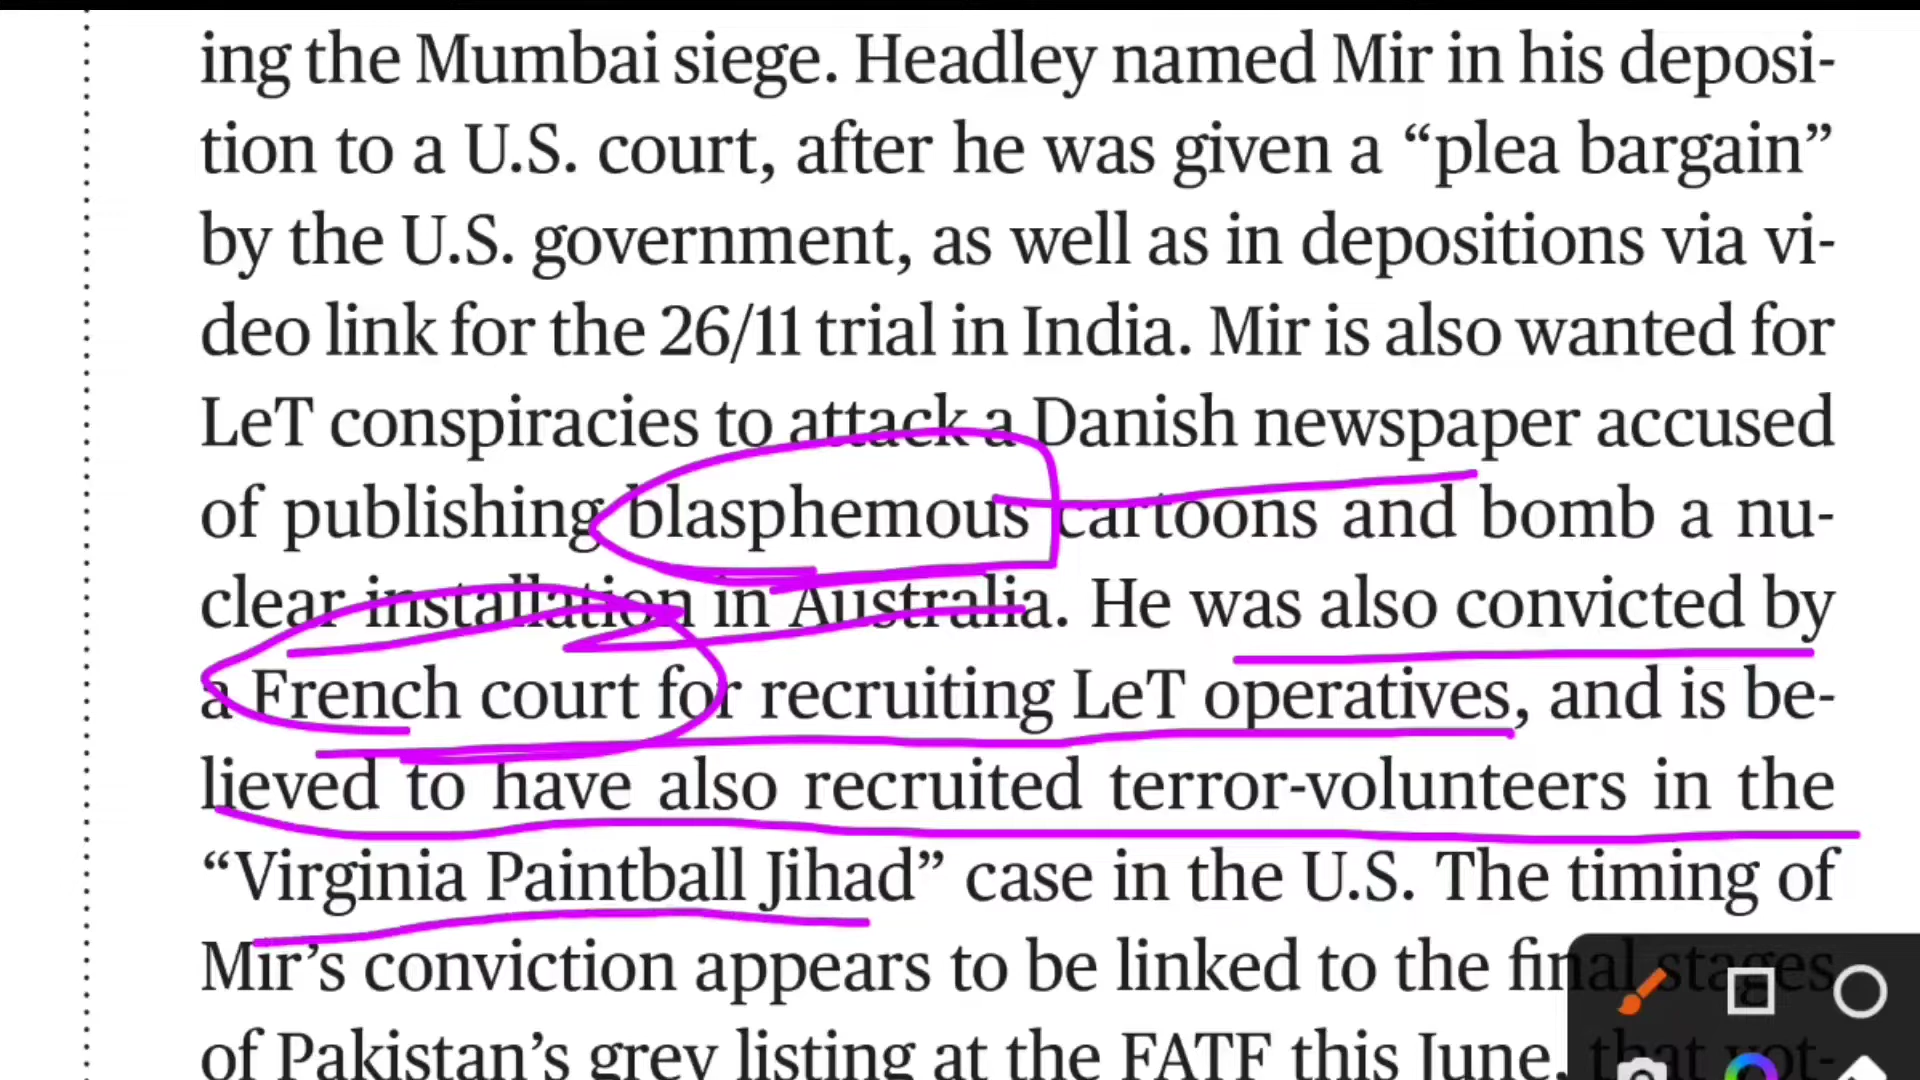 ing the Mumbai siege. Headley named Mir in his deposi-
tion to a U.S. court, after he was given a “plea bargain”
by the U.S. government, as well as in depositions via vi-
deo link for the 26/11 trial in India. Mir is also wanted for
LeT conspiracies to attack a Danish newspaper accused
of publishing blasphemous cartoons and bomb a nu-
clear installation in Australia. He was also convicted by
a French court for recruiting LeT operatives, and is be-
lieved to have also recruited terror-volunteers in the
“Virginia Paintball Jihad” case in the U.S. The timing of
Mir’s conviction appears to be linked to the final stages
of Pakistan’s grey listing at the FATF this June, that vot-